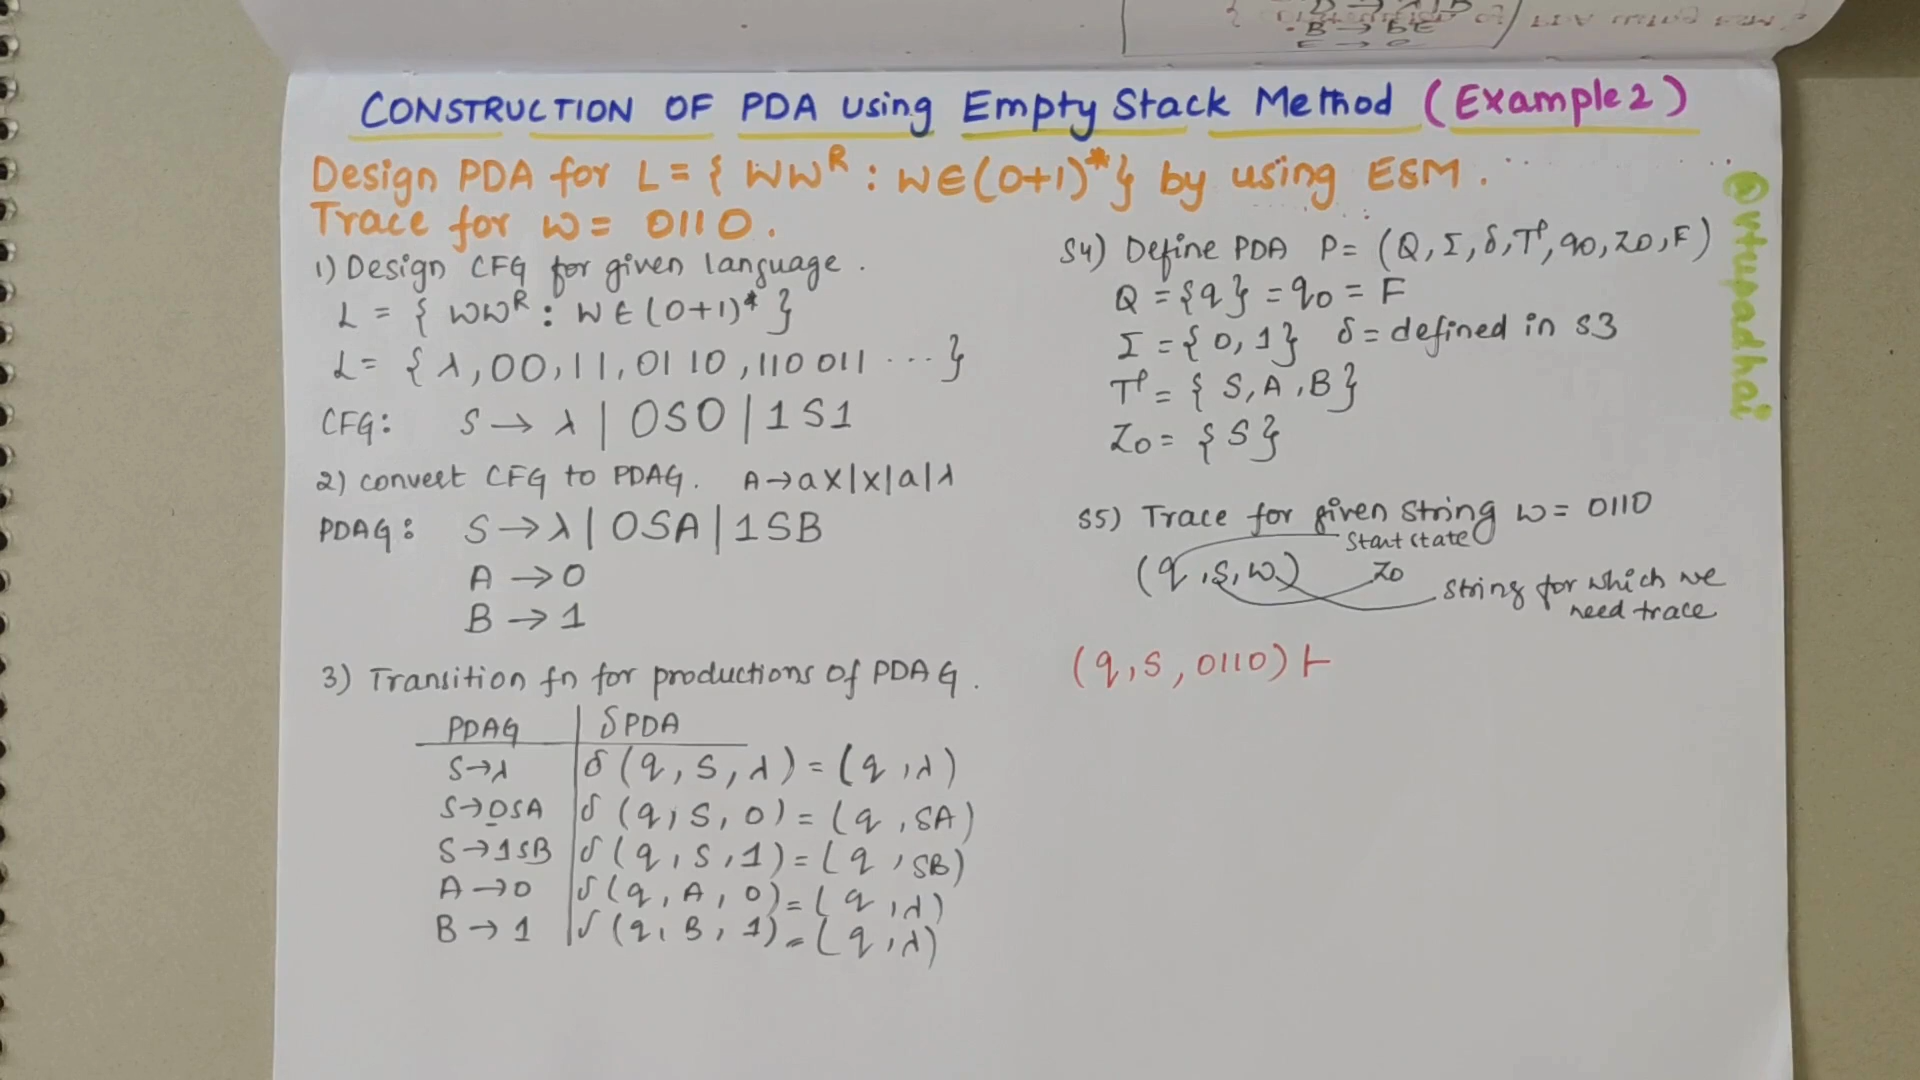 B → bE
CONSTRUCTION OF PDA using Empty Stack Method (Example 2)
Design PDA for L = { WW^R : W∈(0+1)^* } by using ESM.
Trace for w = 0110.
1) Design CFG for given language.
L = { WW^R : W∈(0+1)^* }
L = { λ, 00, 11, 0110, 110011 ... }
CFG: S → λ | 0S0 | 1S1
2) convert CFG to PDAG. A→aX|X|a|λ
PDAG: S → λ | 0SA | 1SB
A → 0
B → 1
3) Transition fn for productions of PDAG.
PDAG | δPDA
S→λ | δ(q, S, λ) = (q, λ)
S→0SA | δ(q, S, 0) = (q, SA)
S→1SB | δ(q, S, 1) = (q, SB)
A→0 | δ(q, A, 0) = (q, λ)
B→1 | δ(q, B, 1) = (q, λ)
S4) Define PDA P = (Q, Σ, δ, Γ, q0, Z0, F)
Q = {q} = q0 = F
Σ = {0, 1} δ = defined in S3
Γ = { S, A, B }
Z0 = { S }
S5) Trace for given string w = 0110
Start state
(q, S, w) Z0
string for which we
need trace
(q, S, 0110) ⊢
vtupadhai